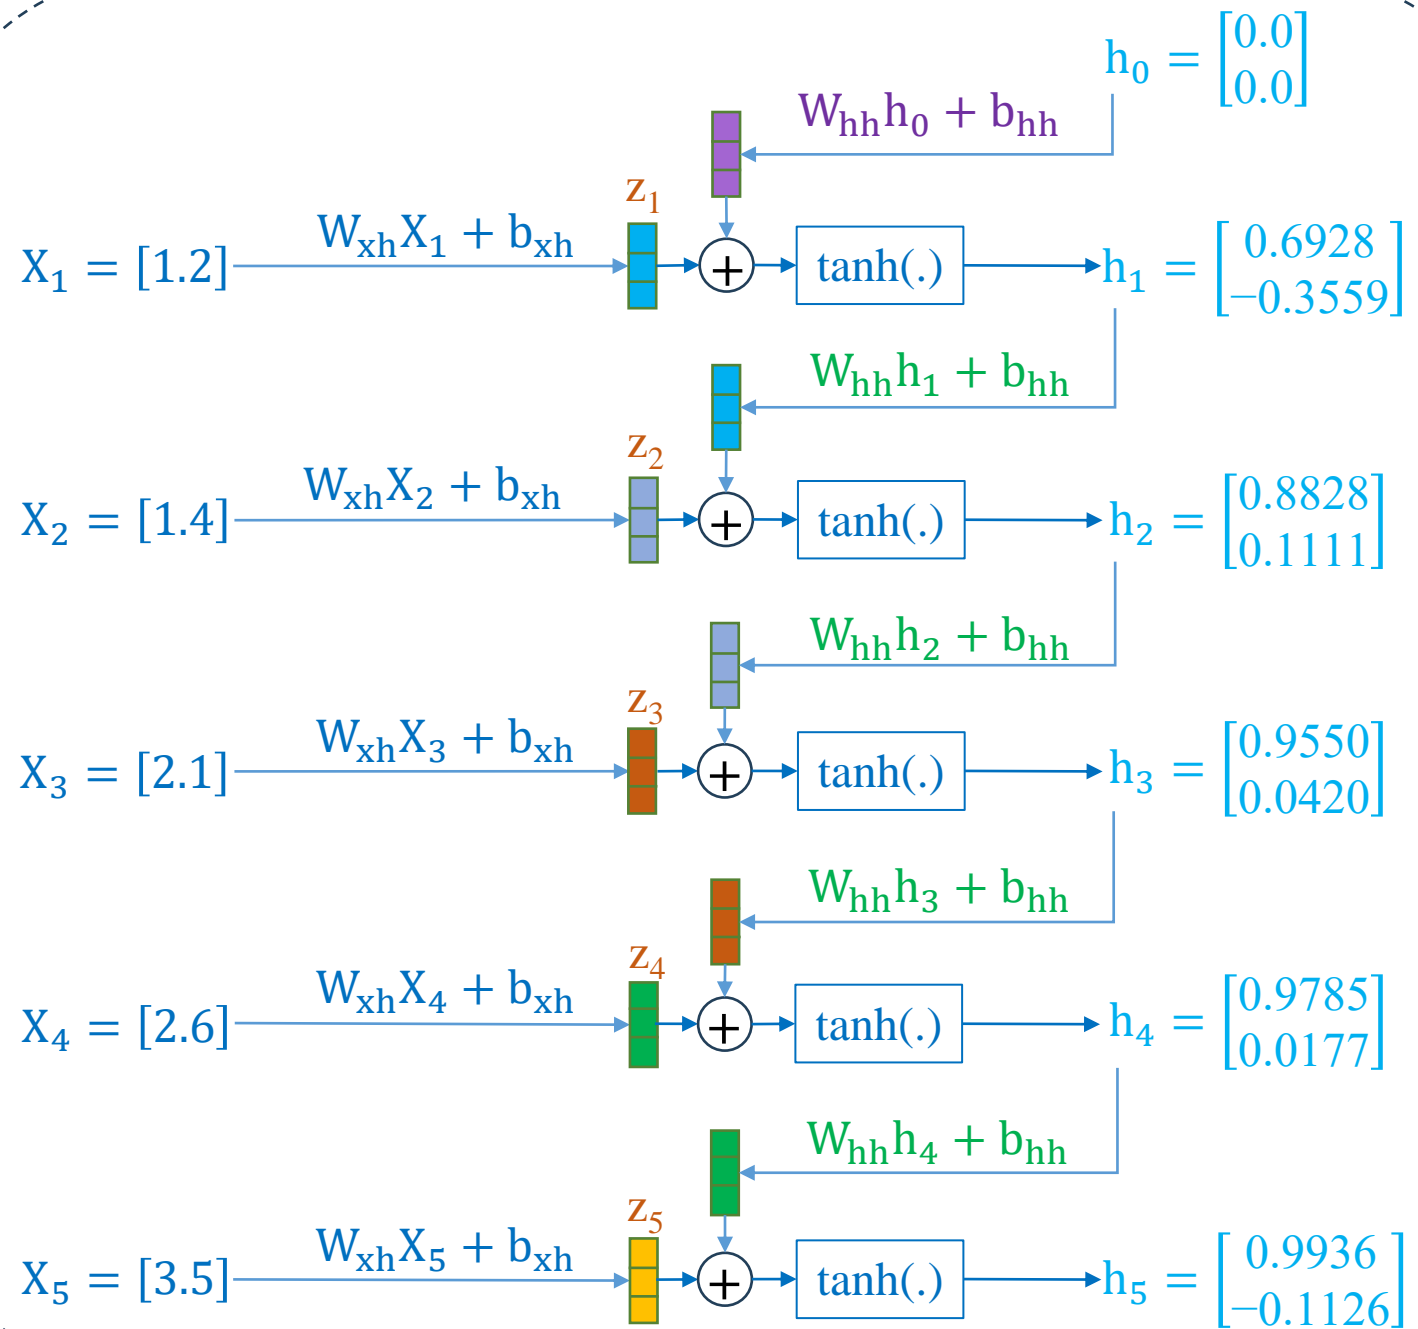 h₀ = [0.0 0.0]
W_hh h₀ + b_hh
z₁
X₁ = [1.2] W_xh X₁ + b_xh + tanh(.) h₁ = [0.6928 −0.3559]
W_hh h₁ + b_hh
z₂
X₂ = [1.4] W_xh X₂ + b_xh + tanh(.) h₂ = [0.8828 0.1111]
W_hh h₂ + b_hh
z₃
X₃ = [2.1] W_xh X₃ + b_xh + tanh(.) h₃ = [0.9550 0.0420]
W_hh h₃ + b_hh
z₄
X₄ = [2.6] W_xh X₄ + b_xh + tanh(.) h₄ = [0.9785 0.0177]
W_hh h₄ + b_hh
z₅
X₅ = [3.5] W_xh X₅ + b_xh + tanh(.) h₅ = [0.9936 −0.1126]